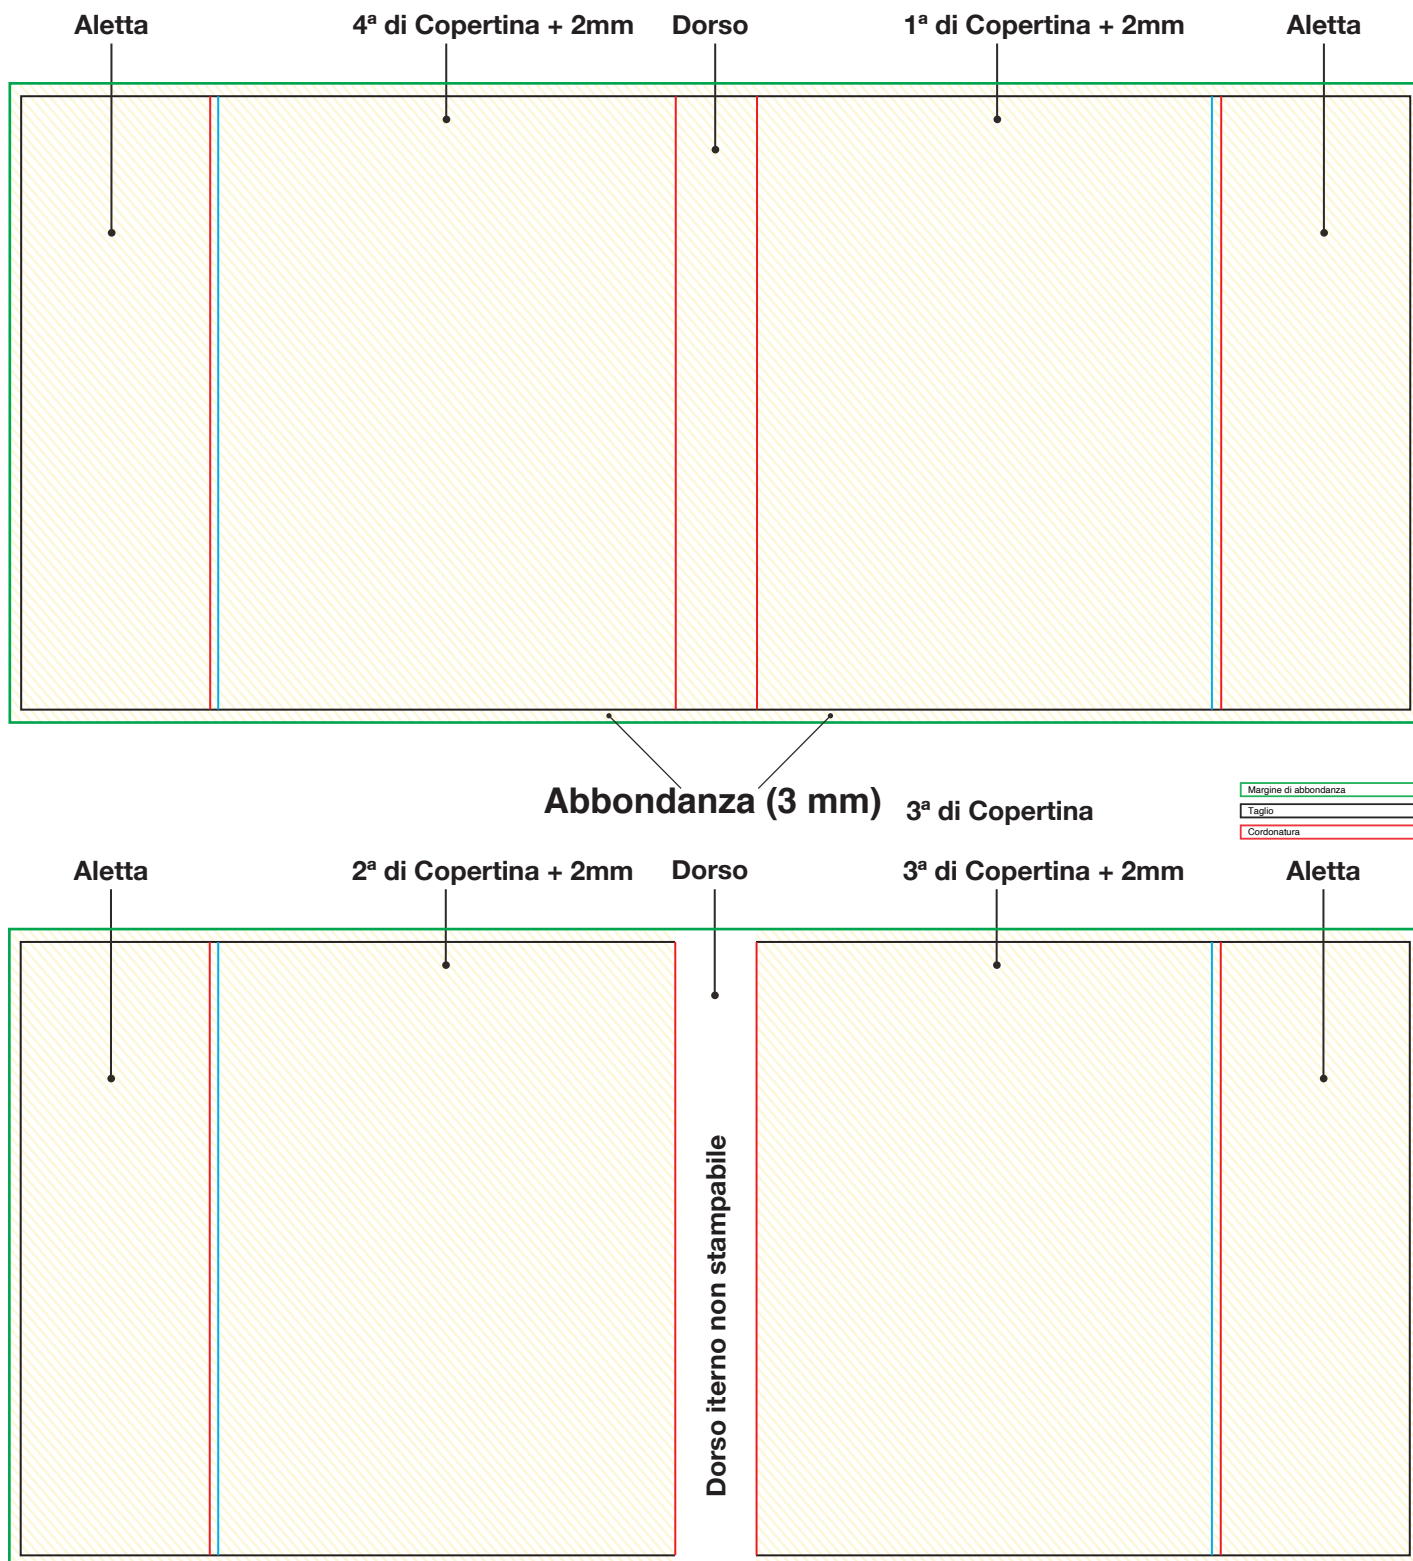 Aletta
4ª di Copertina + 2mm
Dorso
1ª di Copertina + 2mm
Aletta
Abbondanza (3 mm)
3ª di Copertina
Margine di abbondanza
Taglio
Cordonatura
Aletta
2ª di Copertina + 2mm
Dorso
3ª di Copertina + 2mm
Aletta
Dorso iterno non stampabile